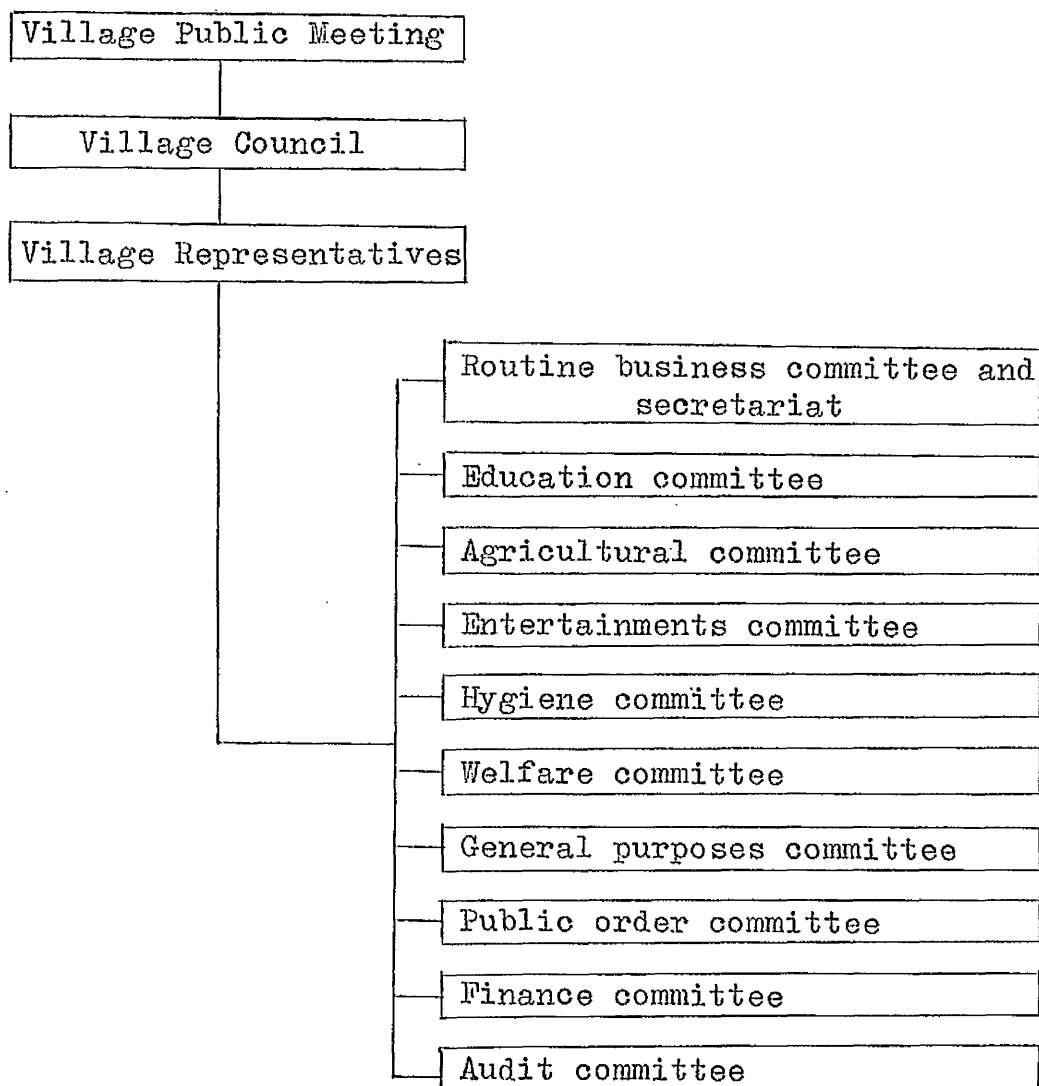 Village Public Meeting
Village Council
Village Representatives
Routine business committee and
secretariat
Education committee
Agricultural committee
Entertainments committee
Hygiene committee
Welfare committee
General purposes committee
Public order committee
Finance committee
Audit committee